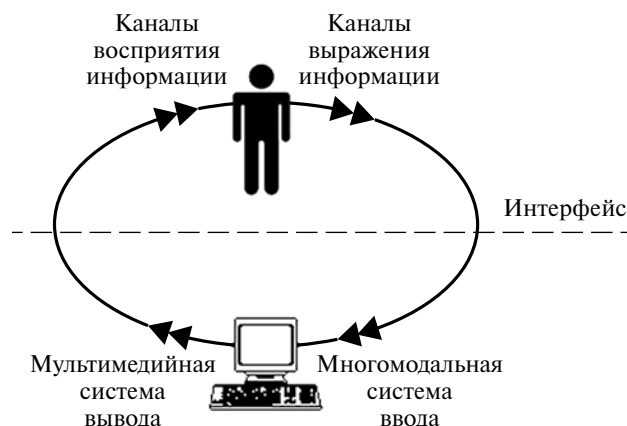 Каналы
восприятия
информации
Каналы
выражения
информации
Интерфейс
Мультимедийная
система
вывода
Многомодальная
система
ввода